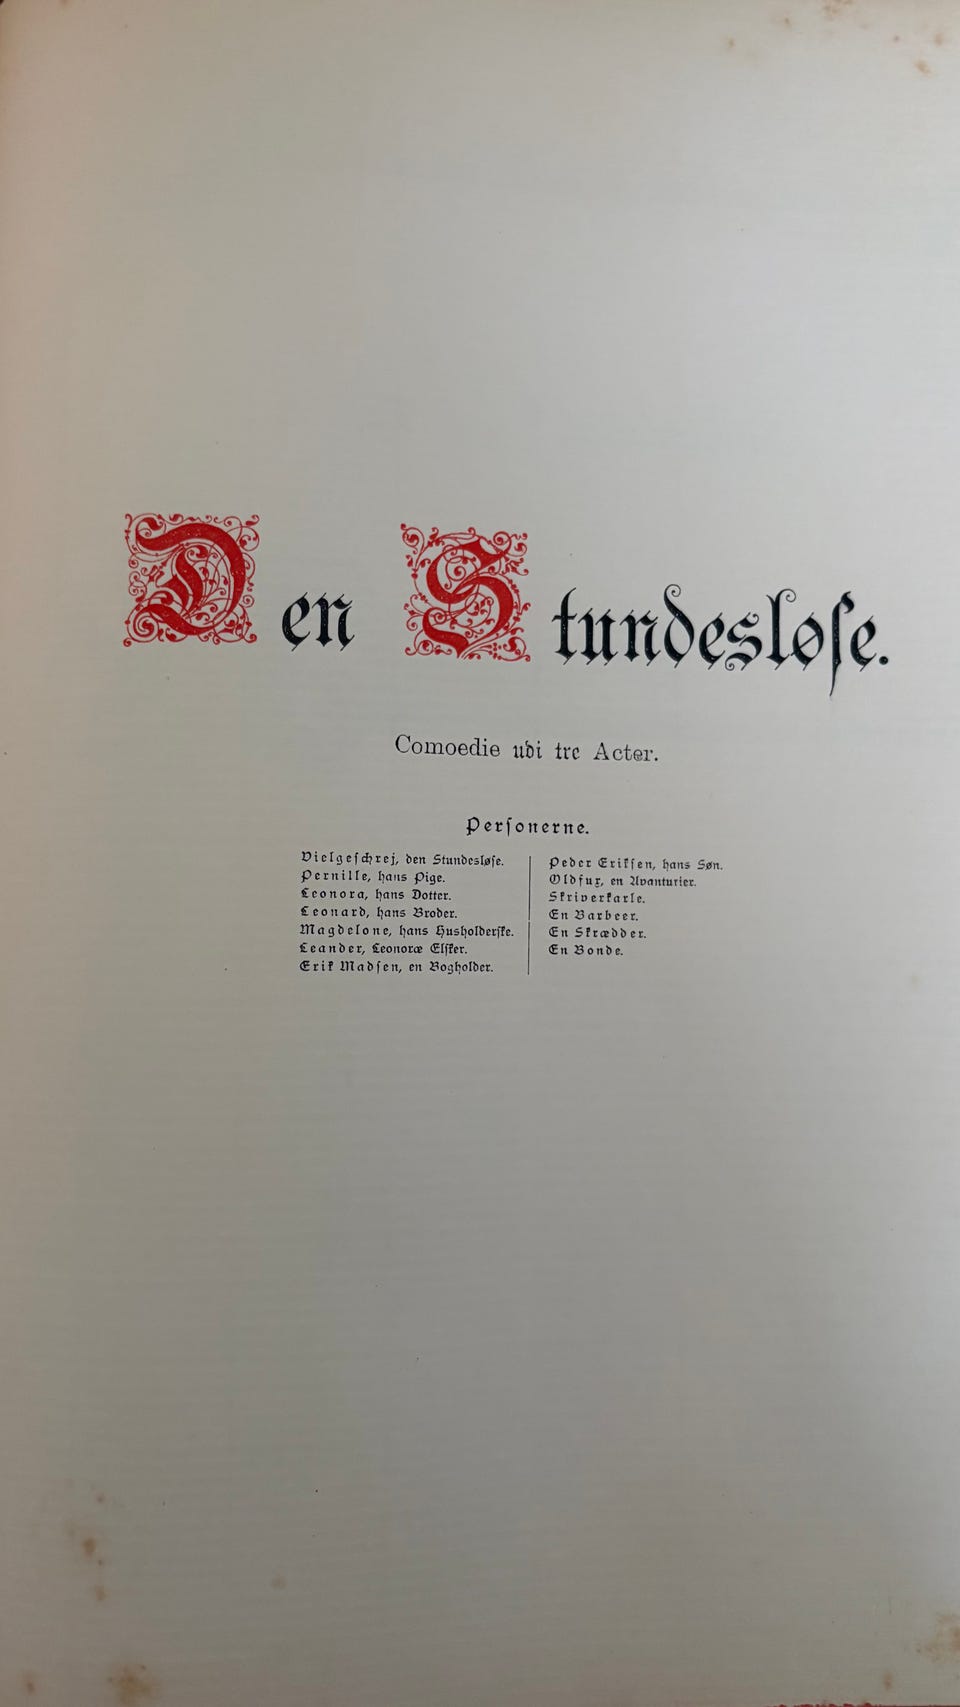 Den Stundesløse.
Comoedie udi tre Acter.
Personerne.
Vielgeschrej, den Stundesløse.
Pernille, hans Pige.
Leonora, hans Dotter.
Leonard, hans Broder.
Magdelone, hans Husholderske.
Leander, Leonoræ Elsker.
Erik Madsen, en Bogholder.
Peder Eriksen, hans Søn.
Oldfux, en Avanturier.
Skriverkarle.
En Barbeer.
En Skrædder.
En Bonde.